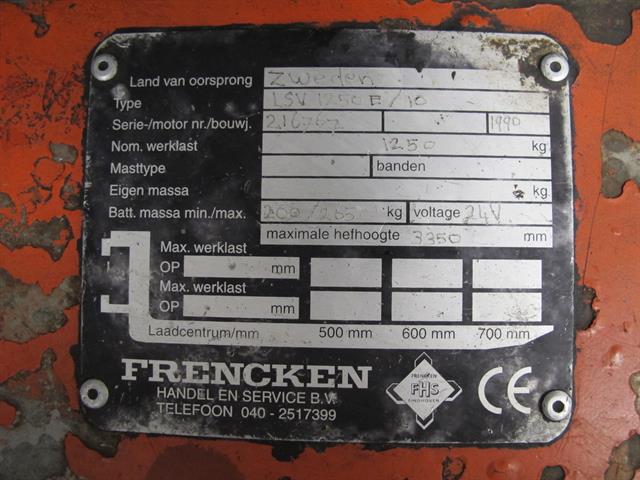 Land van oorsprong Zweden
Type LSV 1250 E/10
Serie-/motor nr./bouwj. 216767 1990
Nom. werklast 1250 kg
Masttype banden
Eigen massa kg
Batt. massa min./max. 200/265 kg voltage 24V
maximale hefhoogte 3350 mm
Max. werklast
OP mm
Max. werklast
OP mm
Laadcentrum/mm 500 mm 600 mm 700 mm
FRENCKEN
HANDEL EN SERVICE B.V.
TELEFOON 040 - 2517399
FHS
EINDHOVEN
CE